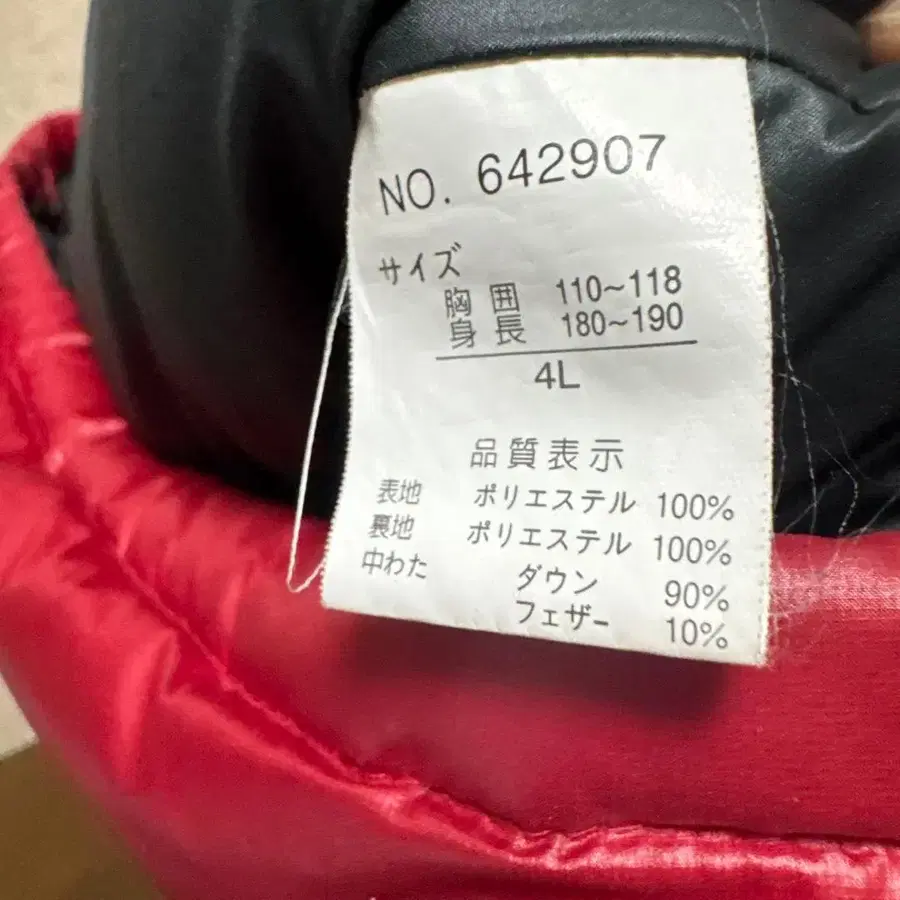 NO. 642907
サイズ
胸囲 110~118
身長 180~190
4L
品質表示
表地 ポリエステル 100%
裏地 ポリエステル 100%
中わた ダウン 90%
フェザー 10%